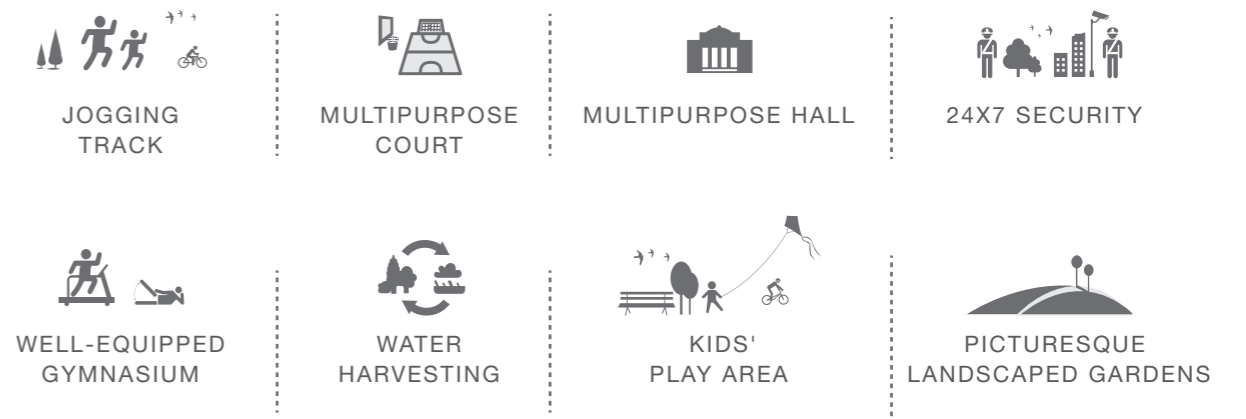 JOGGING
TRACK
MULTIPURPOSE
COURT
MULTIPURPOSE HALL
24X7 SECURITY
WELL-EQUIPPED
GYMNASIUM
WATER
HARVESTING
KIDS'
PLAY AREA
PICTURESQUE
LANDSCAPED GARDENS